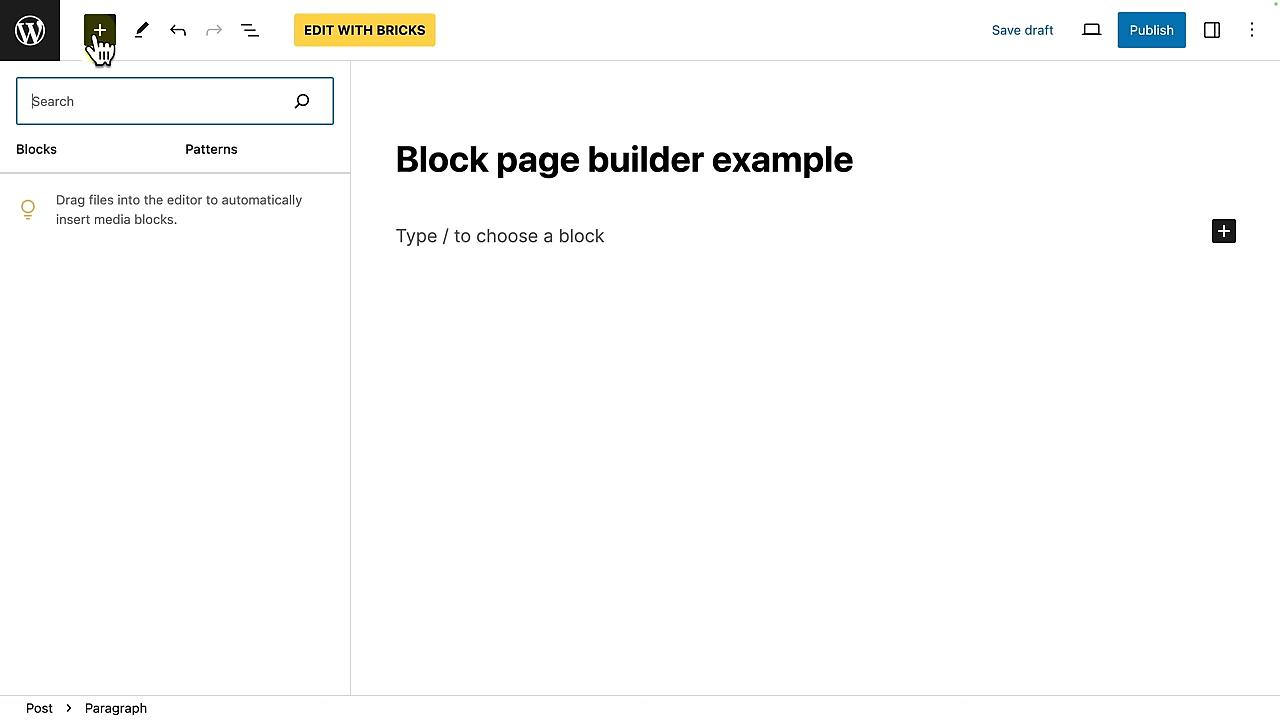 EDIT WITH BRICKS
Save draft
Publish
Search
Blocks
Patterns
Drag files into the editor to automatically
insert media blocks.
Block page builder example
Type / to choose a block
Post
Paragraph